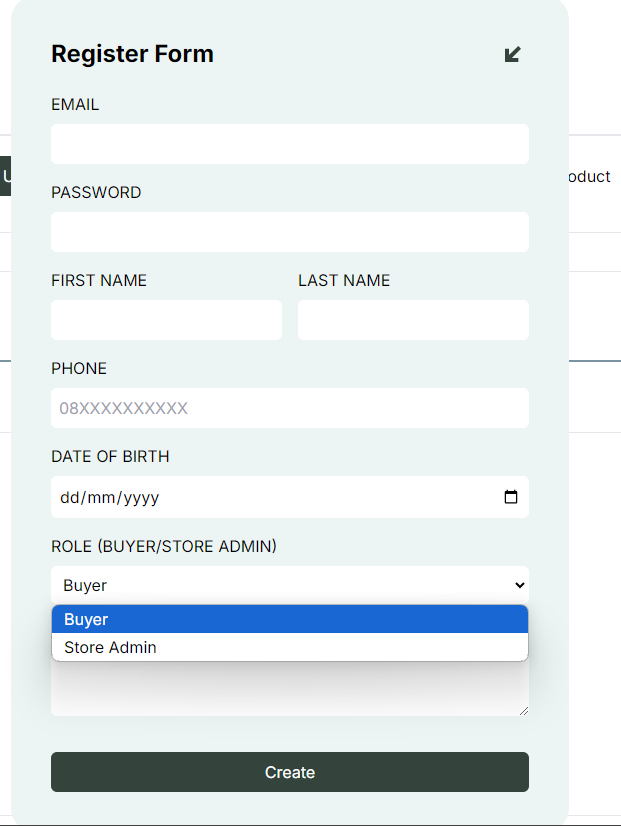 Register Form
EMAIL
U
oduct
PASSWORD
FIRST NAME LAST NAME
PHONE
08XXXXXXXXXX
DATE OF BIRTH
dd/mm/yyyy
ROLE (BUYER/STORE ADMIN)
Buyer
Buyer
Store Admin
Create